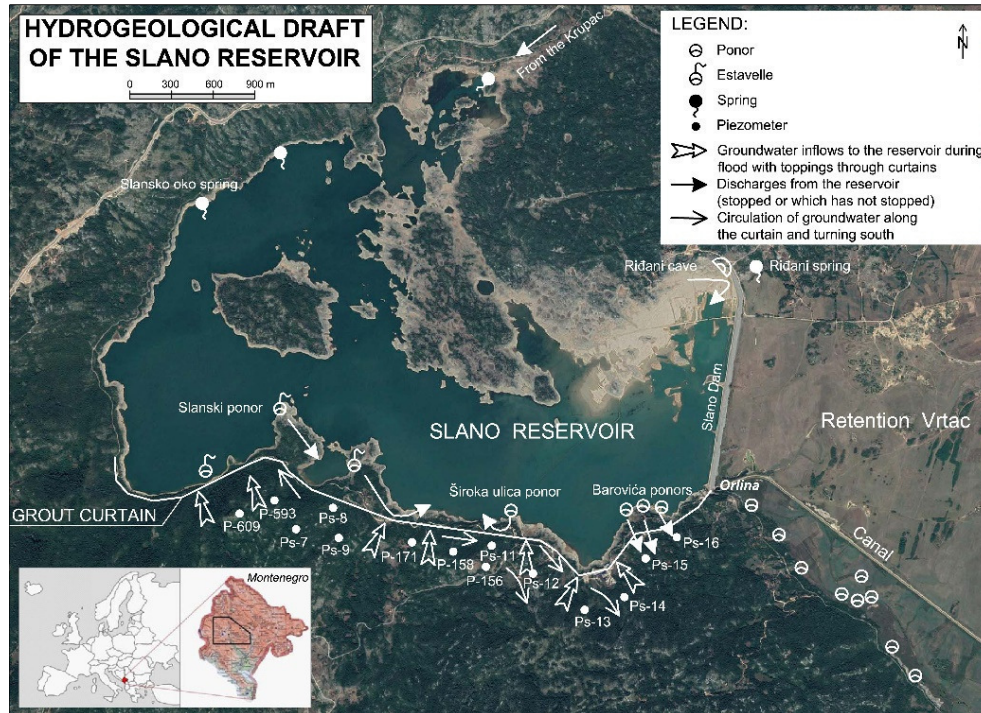 HYDROGEOLOGICAL DRAFT
OF THE SLANO RESERVOIR
0 300 600 900 m
From the Krupac
LEGEND:
N
Ponor
Estavelle
Spring
Piezometer
Groundwater inflows to the reservoir during
flood with toppings through curtains
Discharges from the reservoir
(stopped or which has not stopped)
Circulation of groundwater along
the curtain and turning south
Slansko oko spring
Riđani cave
Riđani spring
Slano Dam
Slanski ponor
SLANO RESERVOIR
Retention Vrtac
Široka ulica ponor
Barovića ponors
Orlina
Canal
GROUT CURTAIN
P-609
P-593
Ps-8
Ps-7
Ps-9
P-171
P-158
Ps-11
P-156
Ps-12
Ps-13
Ps-14
Ps-15
Ps-16
Montenegro